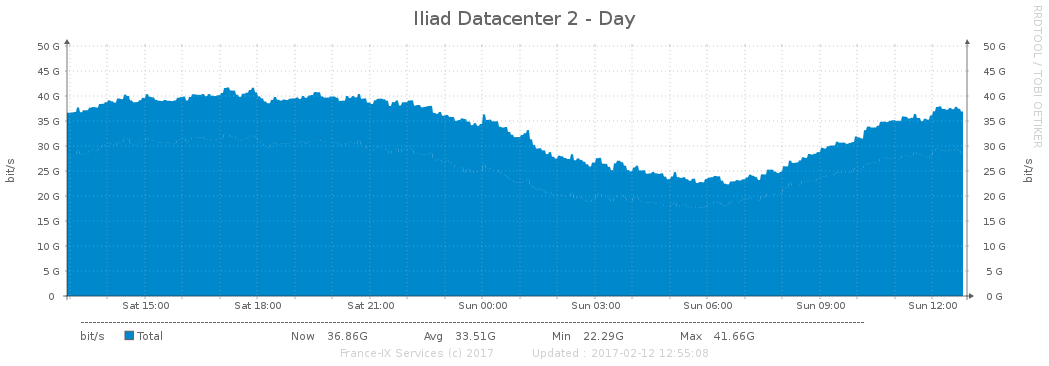 Iliad Datacenter 2 - Day
RRDTOOL / TOBI OETIKER
50 G 50 G
45 G 45 G
40 G 40 G
35 G 35 G
30 G 30 G
25 G 25 G
20 G 20 G
15 G 15 G
10 G 10 G
5 G 5 G
0 0 G
bit/s bit/s
Sat 15:00 Sat 18:00 Sat 21:00 Sun 00:00 Sun 03:00 Sun 06:00 Sun 09:00 Sun 12:00
bit/s Total Now 36.86G Avg 33.51G Min 22.29G Max 41.66G
France-IX Services (c) 2017 Updated : 2017-02-12 12:55:08